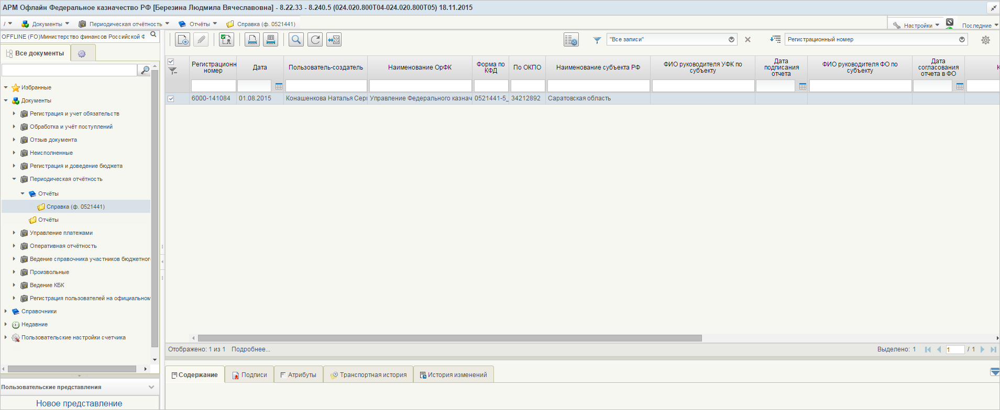 АРМ Офлайн Федеральное казначество РФ [Березина Людмила Вячеславовна] - 8.22.33 - 8.240.5 (024.020.800T04-024.020.800T05) 18.11.2015
/ Документы Периодическая отчётность Отчёты Справка (ф. 0521441)
Настройки Последние
OFFLINE (FO)Министерство финансов Российской Ф
"Все записи" Регистрационный номер
Все документы
Регистрационн номер
Дата
Пользователь-создатель
Наименование ОрФК
Форма по КФД
По ОКПО
Наименование субъекта РФ
ФИО руководителя УФК по субъекту
Дата подписания отчета
ФИО руководителя ФО по субъекту
Дата согласования отчета в ФО
К
6000-141084 01.08.2015 Конашенкова Наталья Сер Управление Федерального казнач 0521441-5_ 34212892 Саратовская область
Избранные
Документы
Регистрация и учет обязательств
Обработка и учёт поступлений
Отзыв документа
Неисполненные
Регистрация и доведение бюджета
Периодическая отчётность
Отчёты
Справка (ф. 0521441)
Отчёты
Управление платежами
Оперативная отчётность
Ведение справочника участников бюджетног
Произвольные
Ведение КБК
Регистрация пользователей на официальном
Справочники
Недавние
Пользовательские настройки счетчика
Отображено: 1 из 1 Подробнее...
Выделено: 1 1 / 1
Содержание Подписи Атрибуты Транспортная история История изменений
Пользовательские представления
Новое представление